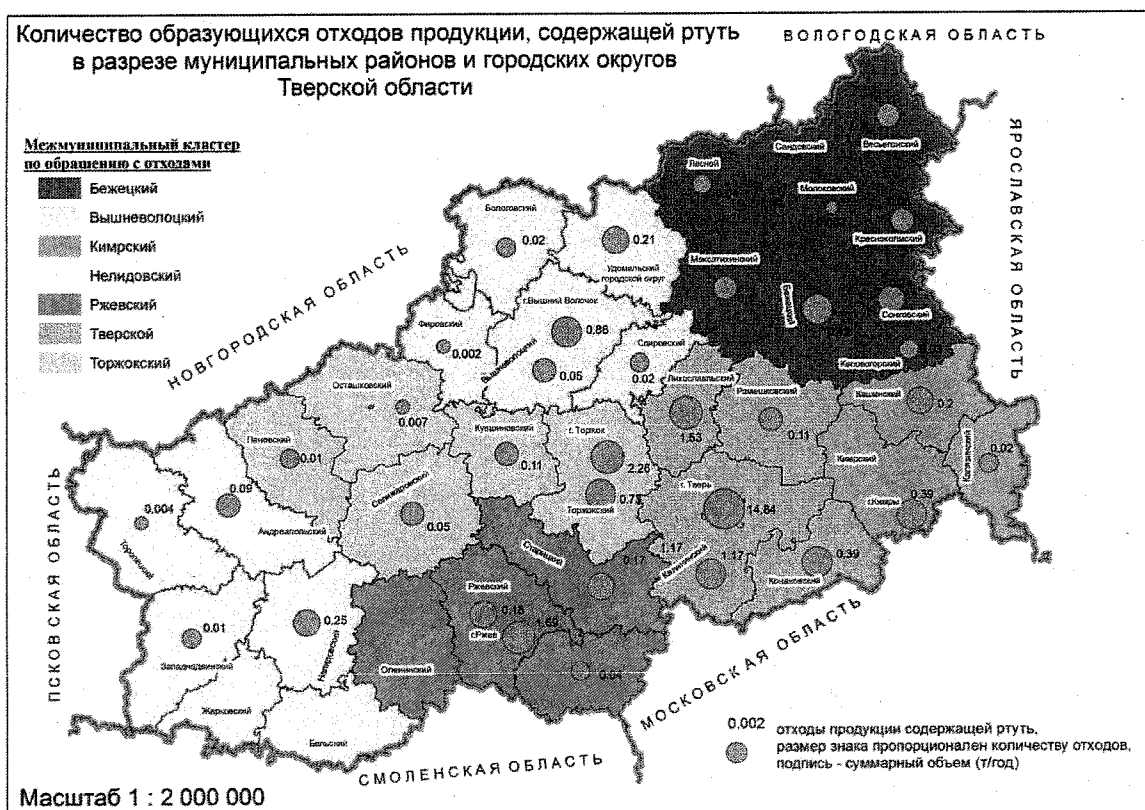 Количество образующихся отходов продукции, содержащей ртуть
в разрезе муниципальных районов и городских округов
Тверской области
ВОЛОГОДСКАЯ ОБЛАСТЬ
ЯРОСЛАВСКАЯ ОБЛАСТЬ
Межмуниципальный кластер
по обращению с отходами
Бежецкий
Вышневолоцкий
Кимрский
Нелидовский
Ржевский
Тверской
Торжокский
НОВГОРОДСКАЯ ОБЛАСТЬ
ПСКОВСКАЯ ОБЛАСТЬ
Весьегонский
Сандовский
Лесной
Молоковский
Краснохолмский
Максатихинский
Бежецкий
Сонковский
Кесовогорский
Бологовский
0.02
0.21
Удомельский
городской округ
г.Вышний Волочок
0.86
Вышневолоцкий
0.05
Фировский
0.002
Спировский
0.02
Осташковский
0.007
Пеновский
0.01
Кувшиновский
0.11
г. Торжок
2.26
0.73
Торжокский
Лихославльский
1.53
Рамешковский
0.11
Кашинский
0.2
0.02
Кимрский
г.Кимры
0.39
г. Тверь
14.84
Калининский
1.17
1.17
Конаковский
0.39
Селижаровский
0.05
0.09
Андреапольский
0.004
Торопецкий
0.01
Западнодвинский
0.25
Нелидовский
Жарковский
Бельский
Оленинский
Ржевский
0.18
г.Ржев
Старицкий
0.17
0.04
МОСКОВСКАЯ ОБЛАСТЬ
СМОЛЕНСКАЯ ОБЛАСТЬ
0,002
отходы продукции содержащей ртуть,
размер знака пропорционален количеству отходов,
подпись - суммарный объем (т/год)
Масштаб 1 : 2 000 000